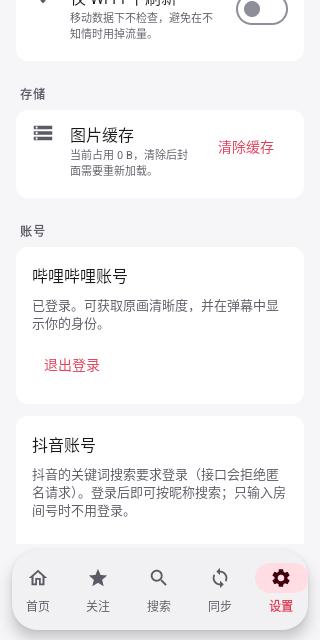 仅 Wi-Fi 下刷新
移动数据下不检查，避免在不
知情时用掉流量。
存储
图片缓存
当前占用 0 B，清除后封
面需要重新加载。
清除缓存
账号
哔哩哔哩账号
已登录。可获取原画清晰度，并在弹幕中显
示你的身份。
退出登录
抖音账号
抖音的关键词搜索要求登录（接口会拒绝匿
名请求）。登录后即可按昵称搜索；只输入房
间号时不用登录。
首页
关注
搜索
同步
设置